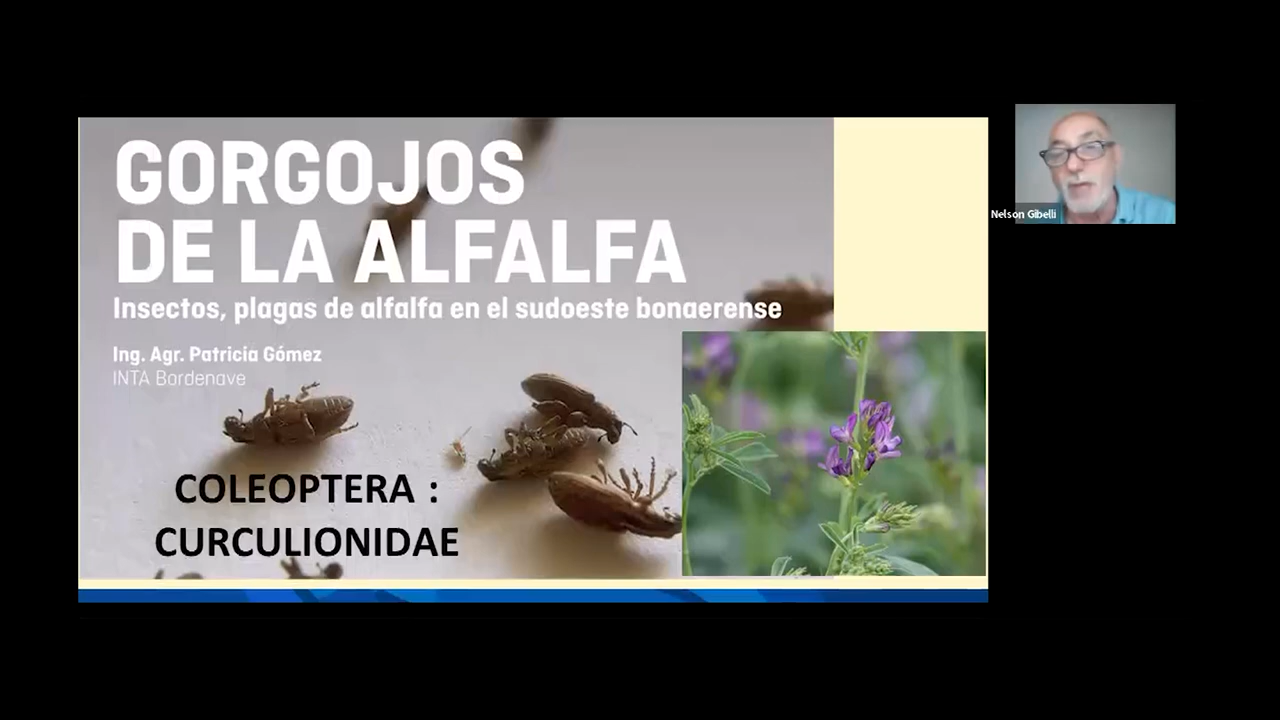 GORGOJOS
DE LA ALFALFA
Insectos, plagas de alfalfa en el sudoeste bonaerense
Ing. Agr. Patricia Gómez
INTA Bordenave
COLEOPTERA :
CURCULIONIDAE
Nelson Gibelli